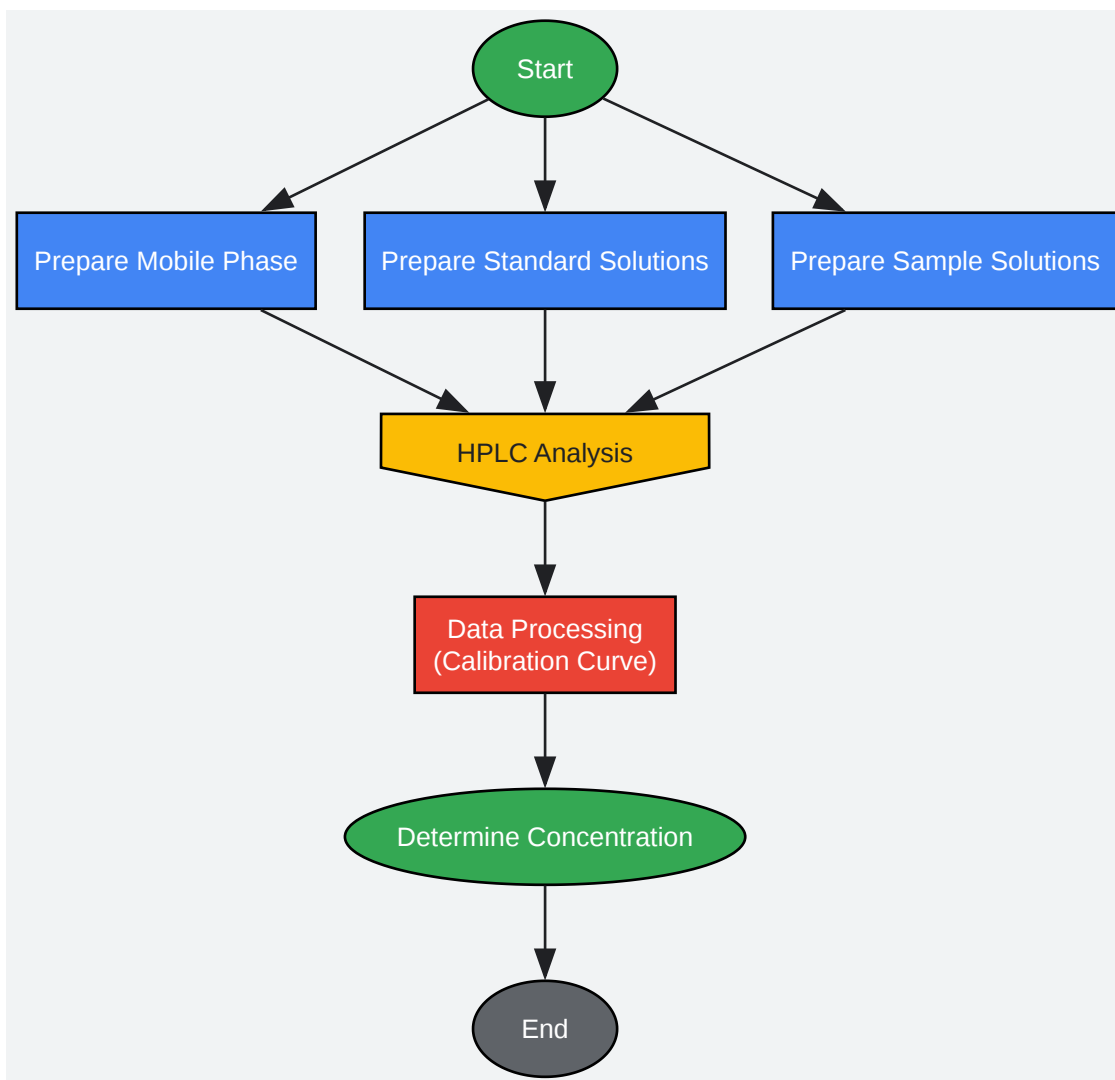 Start
Prepare Mobile Phase
Prepare Standard Solutions
Prepare Sample Solutions
HPLC Analysis
Data Processing
(Calibration Curve)
Determine Concentration
End